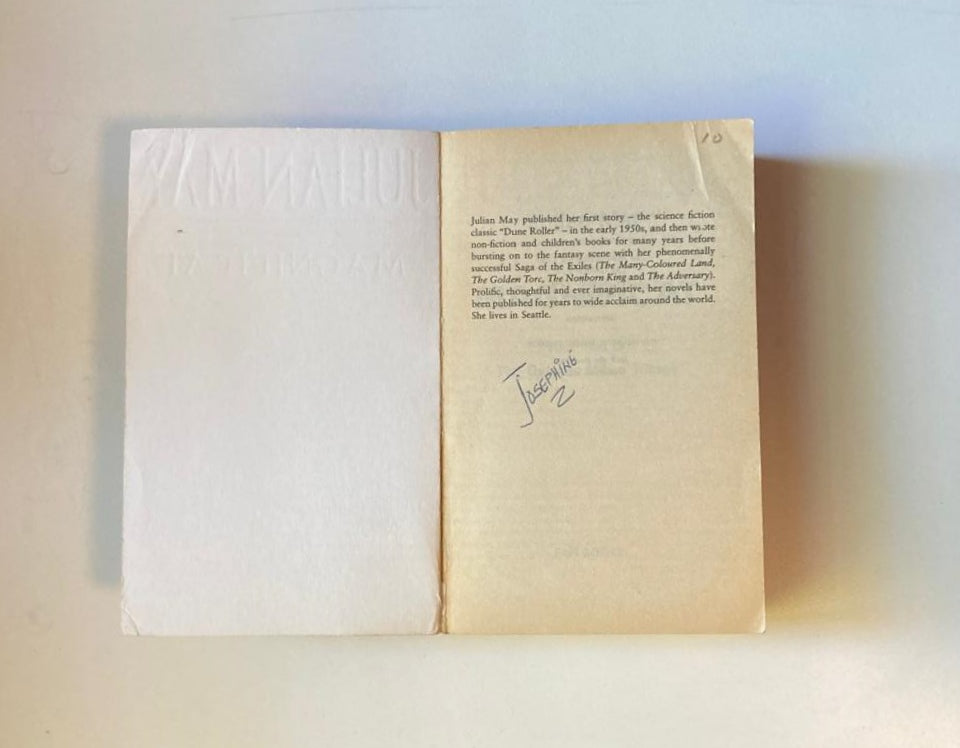 JULIAN MAY
10
Julian May published her first story – the science fiction
classic "Dune Roller" – in the early 1950s, and then wrote
non-fiction and children's books for many years before
bursting on to the fantasy scene with her phenomenally
successful Saga of the Exiles (The Many-Coloured Land,
The Golden Torc, The Nonborn King and The Adversary).
Prolific, thoughtful and ever imaginative, her novels have
been published for years to wide acclaim around the world.
She lives in Seattle.
JOSEPHINE